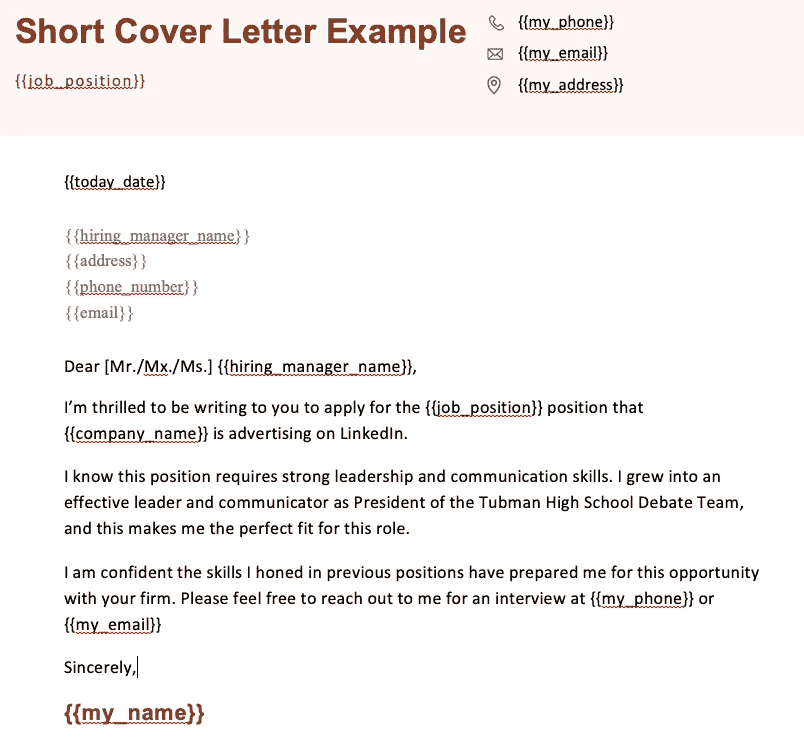 Short Cover Letter Example
{{job_position}}
{{my_phone}}
{{my_email}}
{{my_address}}
{{today_date}}
{{hiring_manager_name}}
{{address}}
{{phone_number}}
{{email}}
Dear [Mr./Mx./Ms.] {{hiring_manager_name}},
I’m thrilled to be writing to you to apply for the {{job_position}} position that
{{company_name}} is advertising on LinkedIn.
I know this position requires strong leadership and communication skills. I grew into an
effective leader and communicator as President of the Tubman High School Debate Team,
and this makes me the perfect fit for this role.
I am confident the skills I honed in previous positions have prepared me for this opportunity
with your firm. Please feel free to reach out to me for an interview at {{my_phone}} or
{{my_email}}
Sincerely,
{{my_name}}